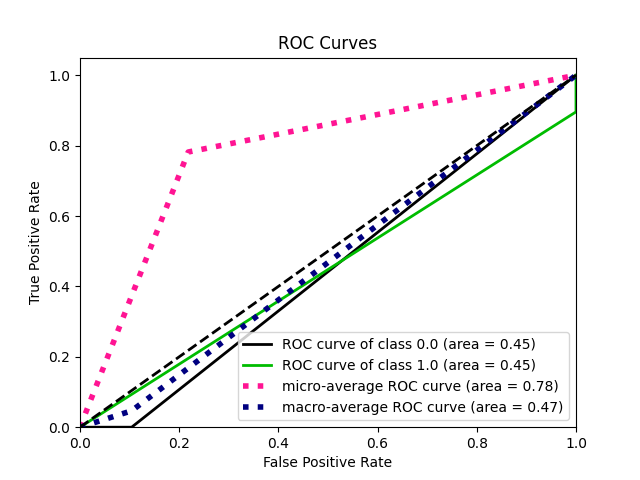 ROC Curves
True Positive Rate
1.0
0.8
0.6
0.4
0.2
0.0
ROC curve of class 0.0 (area = 0.45)
ROC curve of class 1.0 (area = 0.45)
micro-average ROC curve (area = 0.78)
macro-average ROC curve (area = 0.47)
0.0 0.2 0.4 0.6 0.8 1.0
False Positive Rate